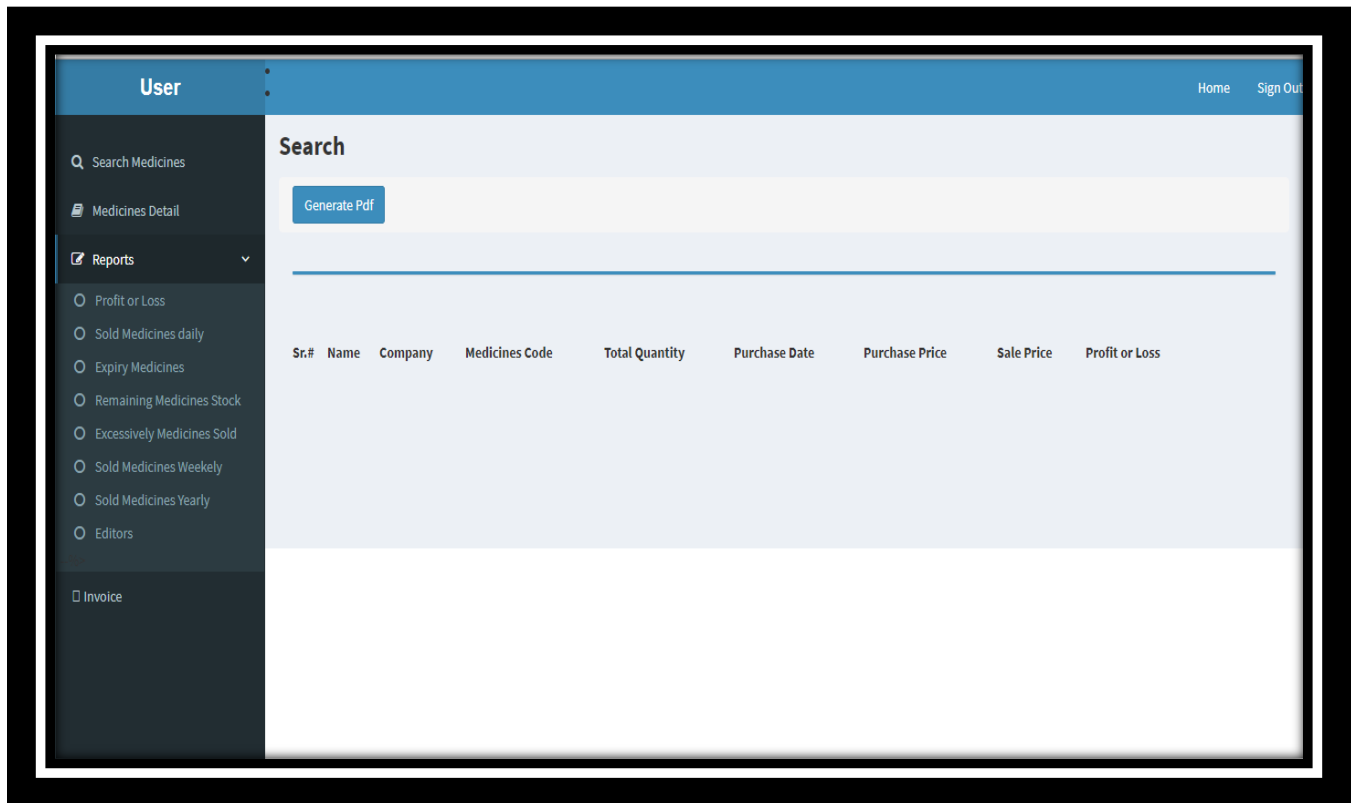 User
Home Sign Out
Search Medicines
Medicines Detail
Reports
Profit or Loss
Sold Medicines daily
Expiry Medicines
Remaining Medicines Stock
Excessively Medicines Sold
Sold Medicines Weekely
Sold Medicines Yearly
Editors
Invoice
Search
Generate Pdf
Sr.# Name Company Medicines Code Total Quantity Purchase Date Purchase Price Sale Price Profit or Loss